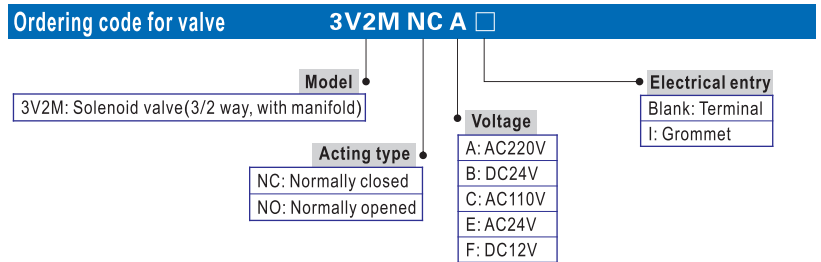 Ordering code for valve
3V2M NC A □
Model
3V2M: Solenoid valve(3/2 way, with manifold)
Acting type
NC: Normally closed
NO: Normally opened
Voltage
A: AC220V
B: DC24V
C: AC110V
E: AC24V
F: DC12V
Electrical entry
Blank: Terminal
I: Grommet